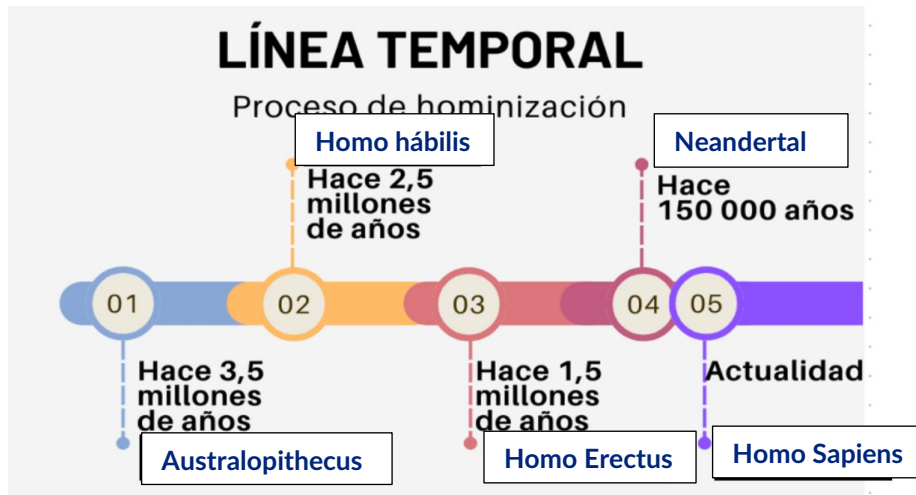 LÍNEA TEMPORAL
Proceso de hominización
Homo hábilis
Hace 2,5
millones
de años
Neandertal
Hace
150 000 años
01
02
03
04
05
Hace 3,5
millones
de años
Australopithecus
Hace 1,5
millones
de años
Homo Erectus
Actualidad
Homo Sapiens